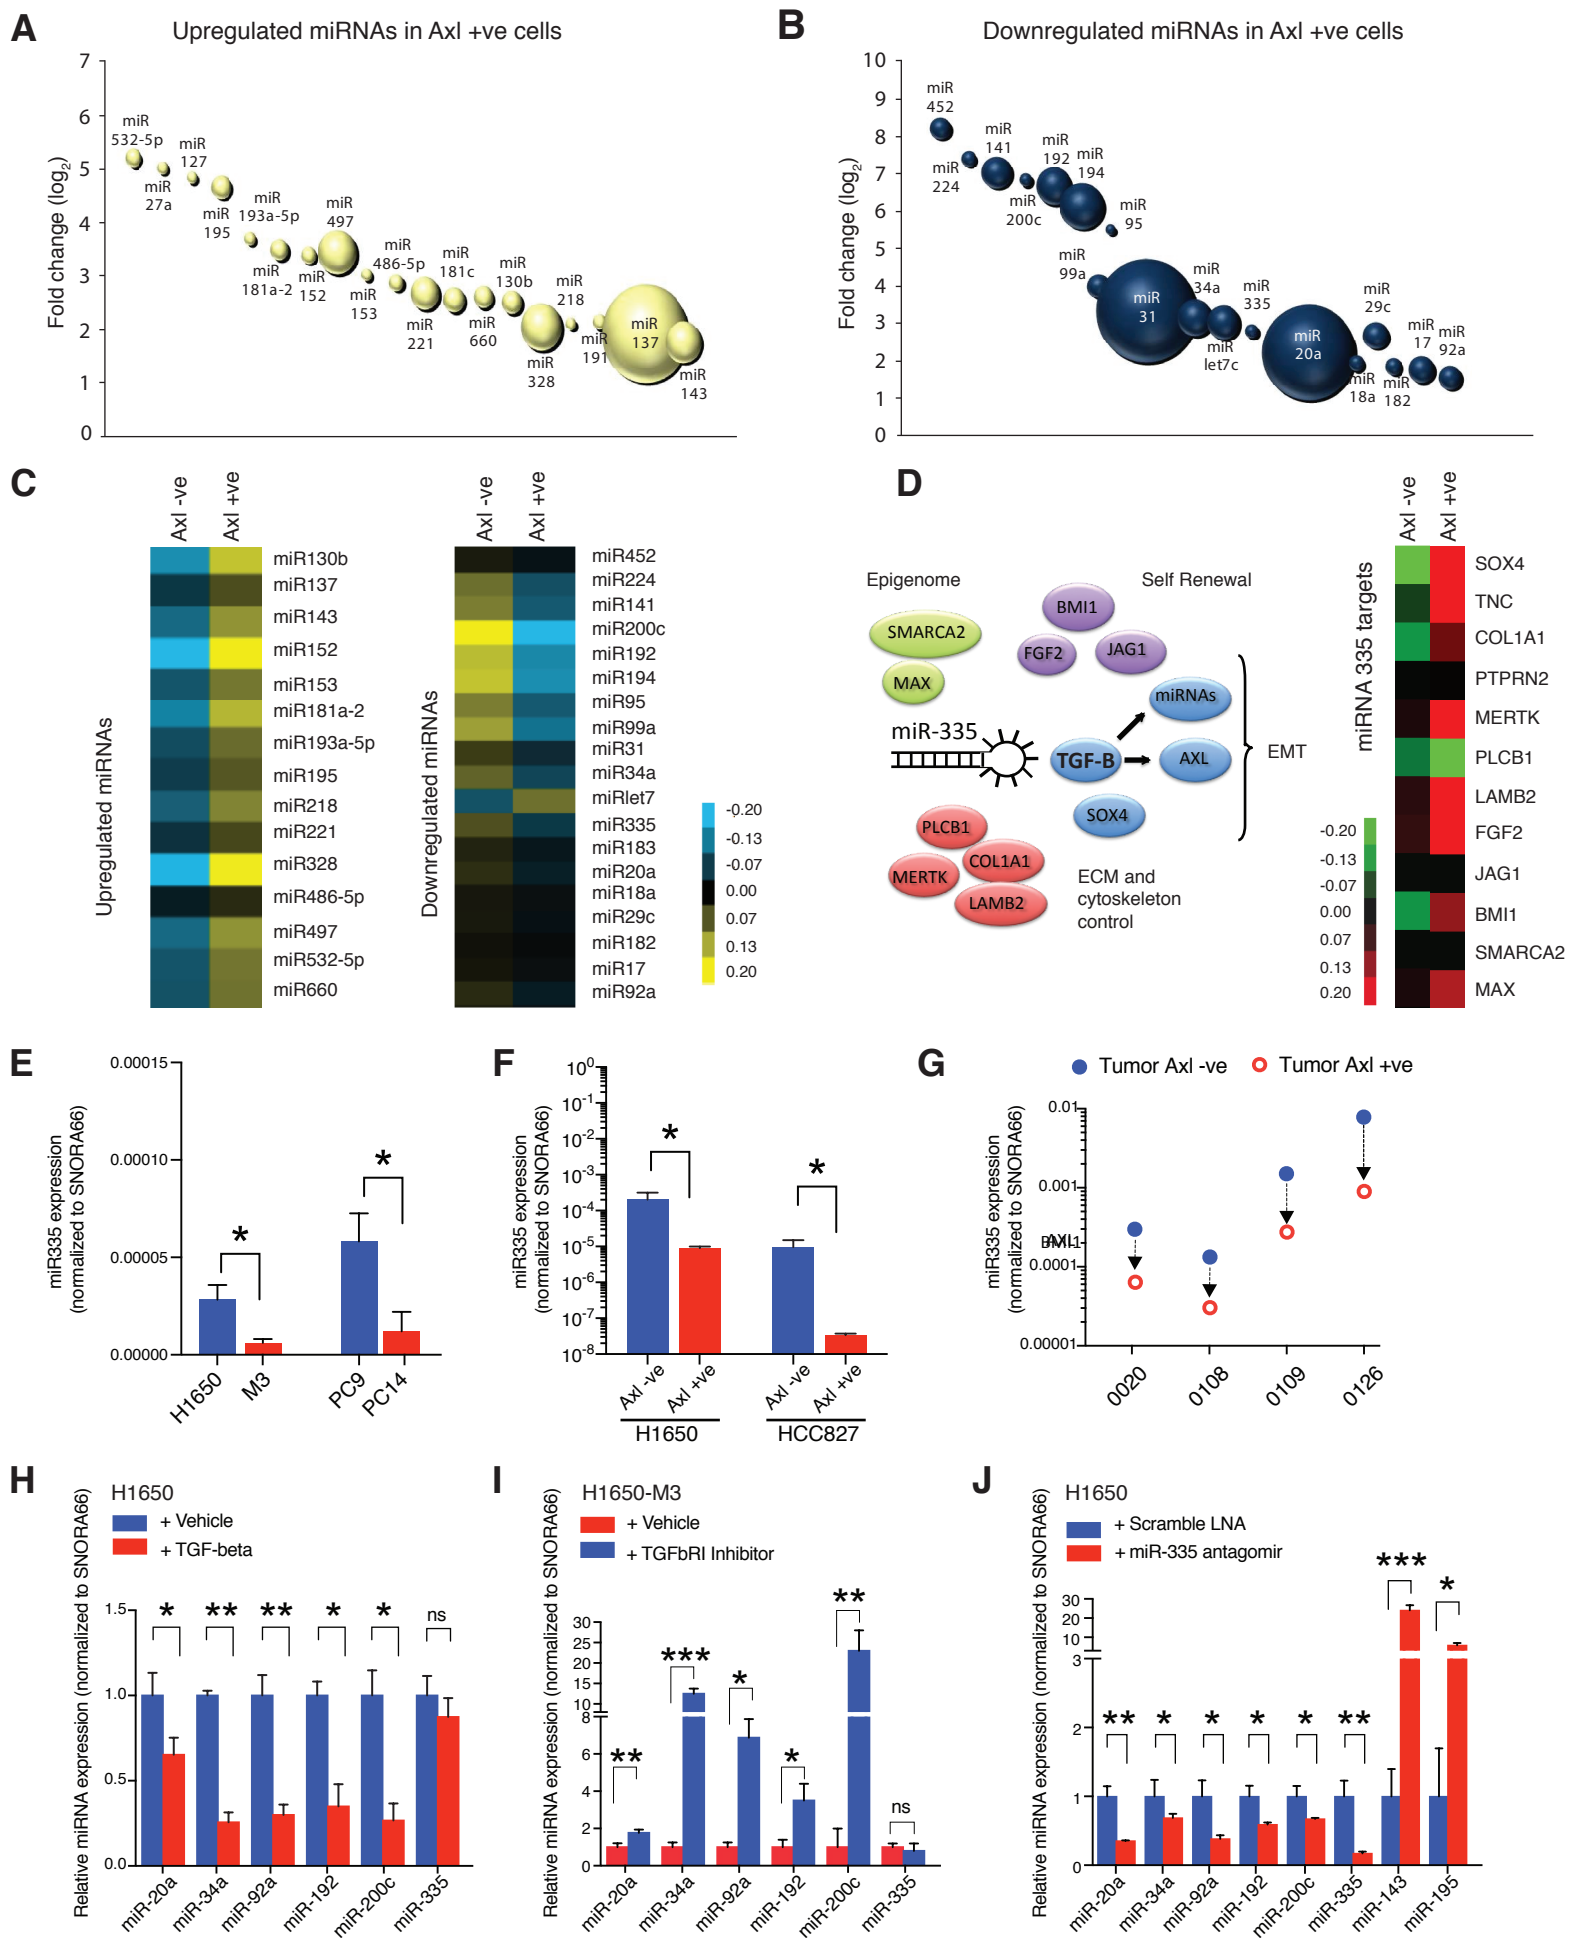 A
Upregulated miRNAs in Axl +ve cells
Fold change (log2)
7
6
5
4
3
2
1
0
miR
532-5p
miR
27a
miR
127
miR
195
miR
193a-5p
miR
181a-2
miR
152
miR
497
miR
153
miR
486-5p
miR
221
miR
181c
miR
660
miR
130b
miR
328
miR
218
miR
191
miR
137
miR
143
B
Downregulated miRNAs in Axl +ve cells
Fold change (log2)
10
9
8
7
6
5
4
3
2
1
0
miR
452
miR
224
miR
141
miR
200c
miR
192
miR
194
miR
95
miR
99a
miR
31
miR
34a
miR
let7c
miR
335
miR
20a
miR
18a
miR
29c
miR
182
miR
17
miR
92a
C
Axl -ve
Axl +ve
Upregulated miRNAs
miR130b
miR137
miR143
miR152
miR153
miR181a-2
miR193a-5p
miR195
miR218
miR221
miR328
miR486-5p
miR497
miR532-5p
miR660
Axl -ve
Axl +ve
Downregulated miRNAs
miR452
miR224
miR141
miR200c
miR192
miR194
miR95
miR99a
miR31
miR34a
miRlet7
miR335
miR183
miR20a
miR18a
miR29c
miR182
miR17
miR92a
-0.20
-0.13
-0.07
0.00
0.07
0.13
0.20
D
Epigenome
SMARCA2
MAX
Self Renewal
BMI1
FGF2
JAG1
miR-335
TGF-B
miRNAs
AXL
SOX4
EMT
PLCB1
COL1A1
MERTK
LAMB2
ECM and
cytoskeleton
control
miRNA 335 targets
Axl -ve
Axl +ve
SOX4
TNC
COL1A1
PTPRN2
MERTK
PLCB1
LAMB2
FGF2
JAG1
BMI1
SMARCA2
MAX
-0.20
-0.13
-0.07
0.00
0.07
0.13
0.20
E
miR335 expression
(normalized to SNORA66)
0.00015
0.00010
0.00005
0.00000
*
*
H1650
M3
PC9
PC14
F
miR335 expression
(normalized to SNORA66)
10^0
10^-1
10^-2
10^-3
10^-4
10^-5
10^-6
10^-7
10^-8
*
*
Axl -ve
Axl +ve
Axl -ve
Axl +ve
H1650
HCC827
G
Tumor Axl -ve
Tumor Axl +ve
miR335 expression
(normalized to SNORA66)
0.01
0.001
AXL
BMI1
0.0001
0.00001
0020
0108
0109
0126
H
H1650
+ Vehicle
+ TGF-beta
Relative miRNA expression (normalized to SNORA66)
1.5
1.0
0.5
0.0
*
**
**
*
*
ns
miR-20a
miR-34a
miR-92a
miR-192
miR-200c
miR-335
I
H1650-M3
+ Vehicle
+ TGFbRI Inhibitor
Relative miRNA expression (normalized to SNORA66)
30
25
20
15
10
8
6
4
2
0
**
***
*
*
**
ns
miR-20a
miR-34a
miR-92a
miR-192
miR-200c
miR-335
J
H1650
+ Scramble LNA
+ miR-335 antagomir
Relative miRNA expression (normalized to SNORA66)
30
20
10
3
2
1
0
**
*
*
*
*
**
***
*
miR-20a
miR-34a
miR-92a
miR-192
miR-200c
miR-335
miR-143
miR-195